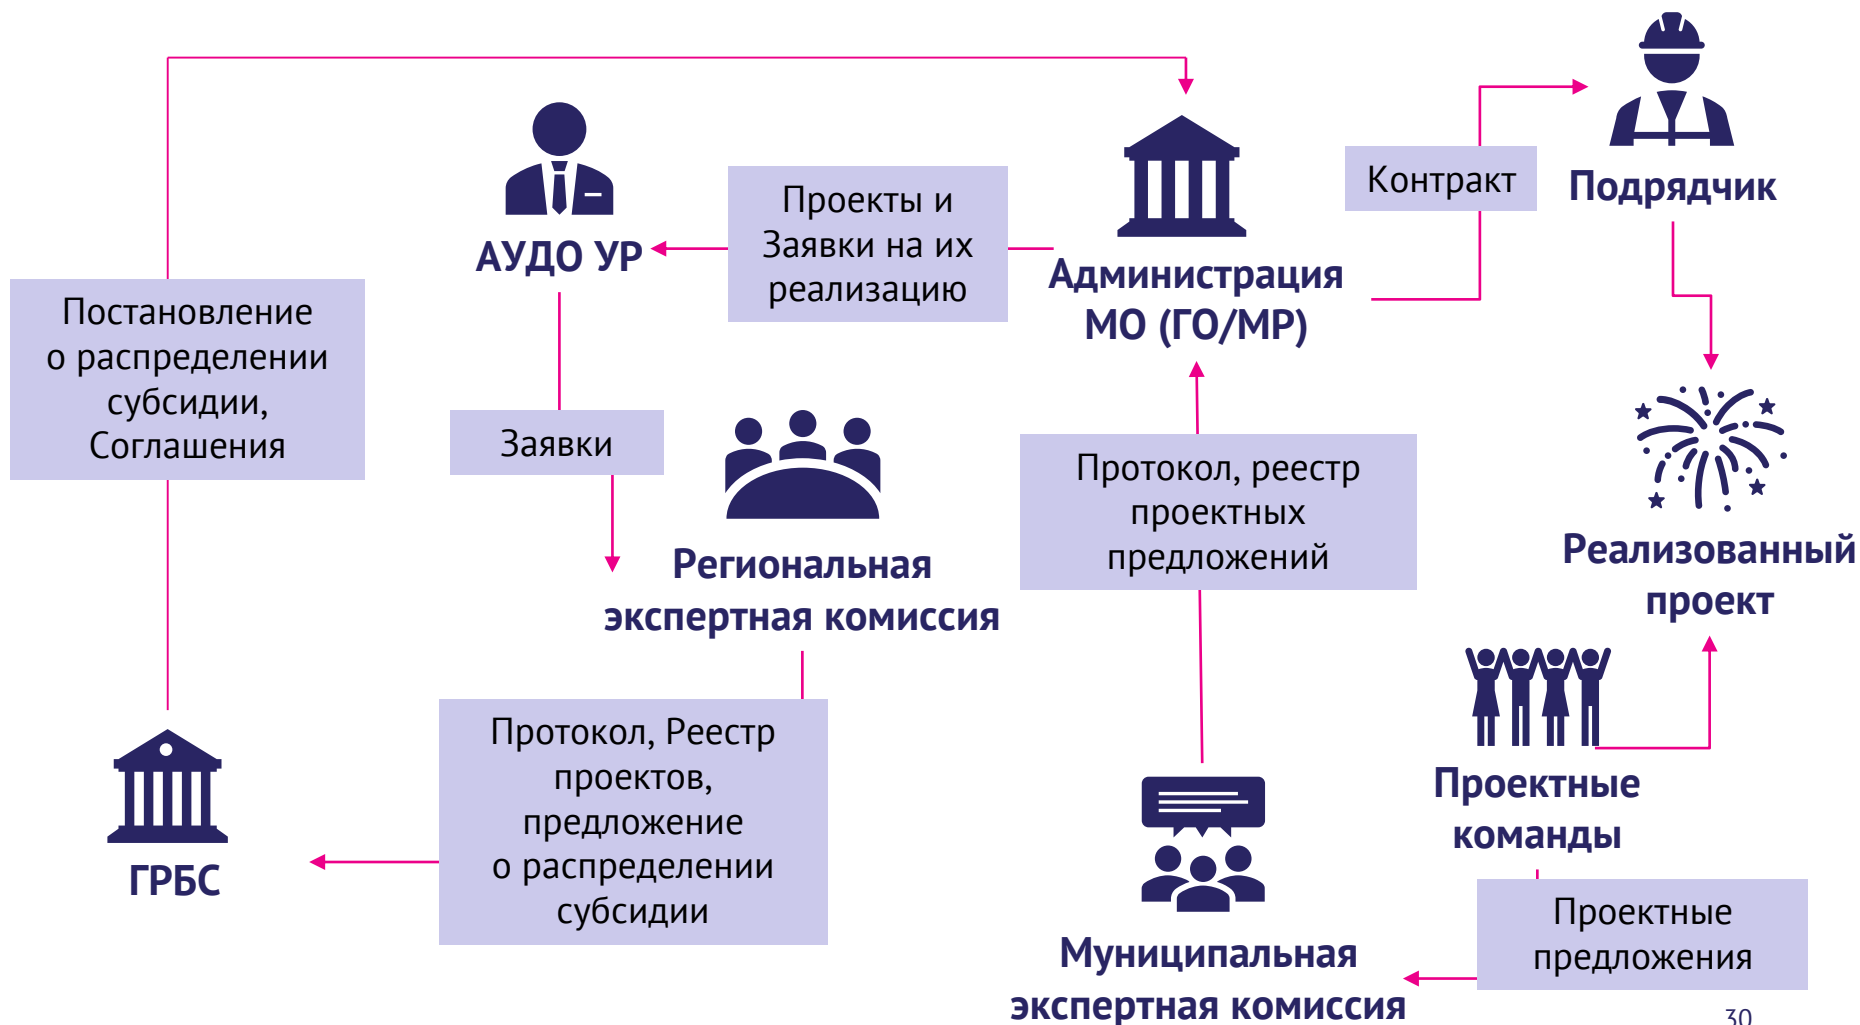 Контракт
Подрядчик
Проекты и
Заявки на их
реализацию
АУДО УР
Администрация
МО (ГО/МР)
Постановление
о распределении
субсидии,
Соглашения
Заявки
Протокол, реестр
проектных
предложений
Региональная
экспертная комиссия
Реализованный
проект
Протокол, Реестр
проектов,
предложение
о распределении
субсидии
ГРБС
Проектные
команды
Проектные
предложения
Муниципальная
экспертная комиссия
30